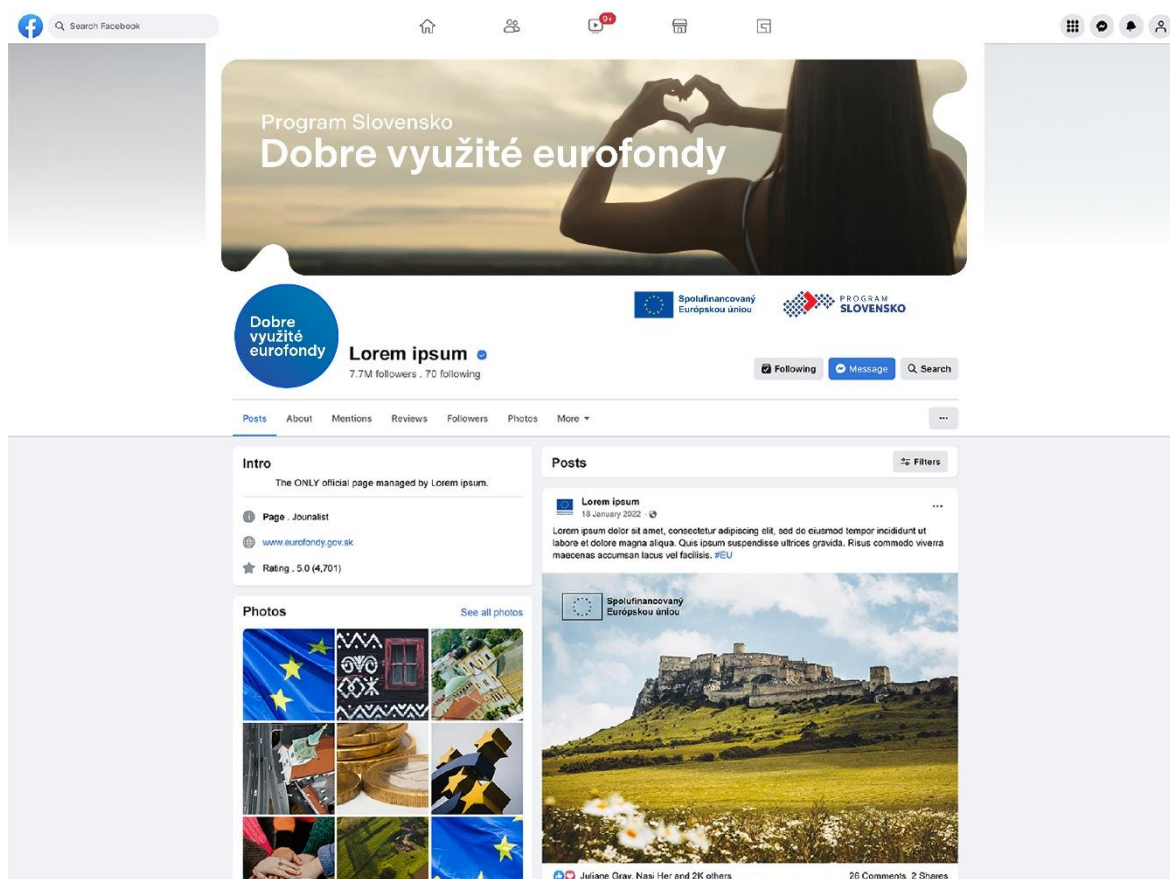 Search Facebook
9+
Program Slovensko
Dobre využité eurofondy
Dobre
využité
eurofondy
Spolufinancovaný
Európskou úniou
PROGRAM
SLOVENSKO
Lorem ipsum
7.7M followers . 70 following
Following
Message
Search
Posts About Mentions Reviews Followers Photos More
Intro
The ONLY official page managed by Lorem ipsum.
Page . Jounalist
www.eurofondy.gov.sk
Rating . 5.0 (4,701)
Photos
See all photos
Posts
Filters
Lorem ipsum
18 January 2022 ·
Lorem ipsum dolor sit amet, consectetur adipiscing elit, sed do eiusmod tempor incididunt ut
labore et dolore magna aliqua. Quis ipsum suspendisse ultrices gravida. Risus commodo viverra
maecenas accumsan lacus vel facilisis. #EU
Spolufinancovaný
Európskou úniou
Juliane Gray, Nasi Her and 2K others
26 Comments 2 Shares